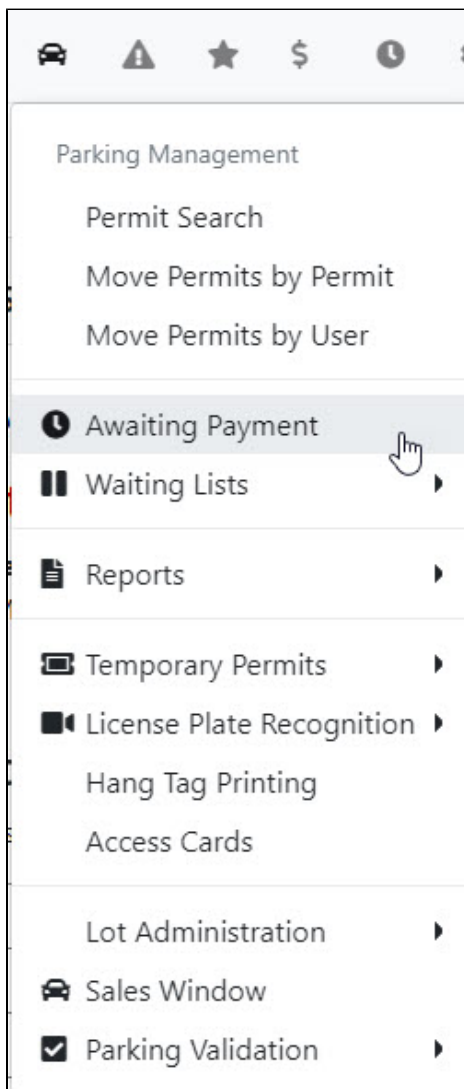 $
Parking Management
Permit Search
Move Permits by Permit
Move Permits by User
Awaiting Payment
Waiting Lists
Reports
Temporary Permits
License Plate Recognition
Hang Tag Printing
Access Cards
Lot Administration
Sales Window
Parking Validation